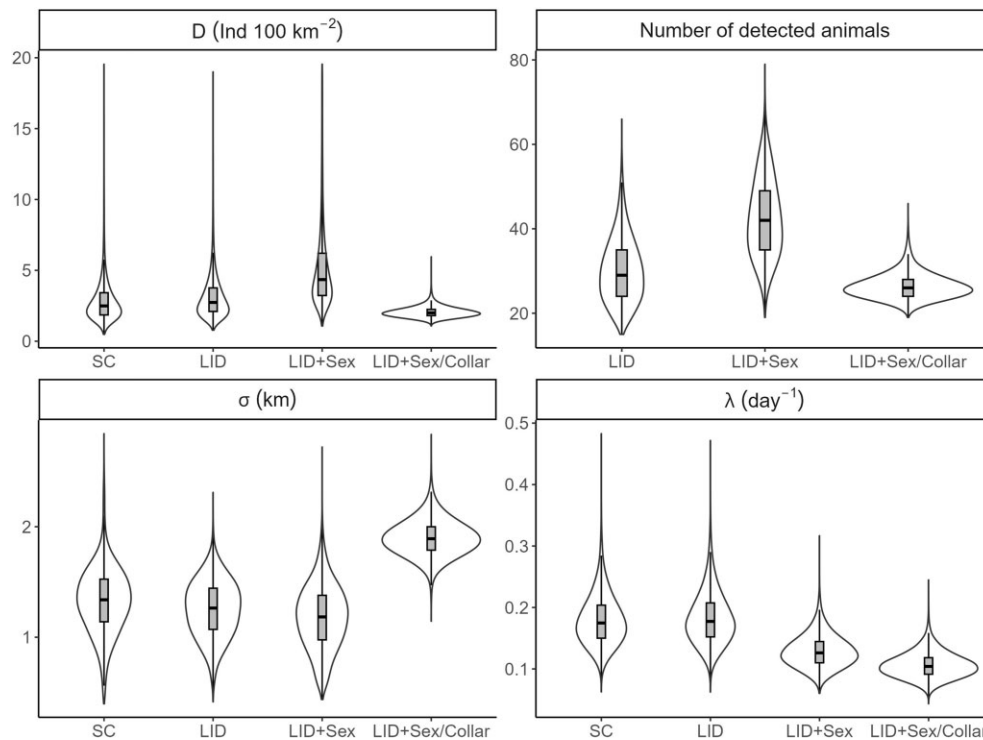 D (Ind 100 km⁻²)
20
15
10
5
0
SC LID LID+Sex LID+Sex/Collar
Number of detected animals
80
60
40
20
LID LID+Sex LID+Sex/Collar
σ (km)
2
1
SC LID LID+Sex LID+Sex/Collar
λ (day⁻¹)
0.5
0.4
0.3
0.2
0.1
SC LID LID+Sex LID+Sex/Collar